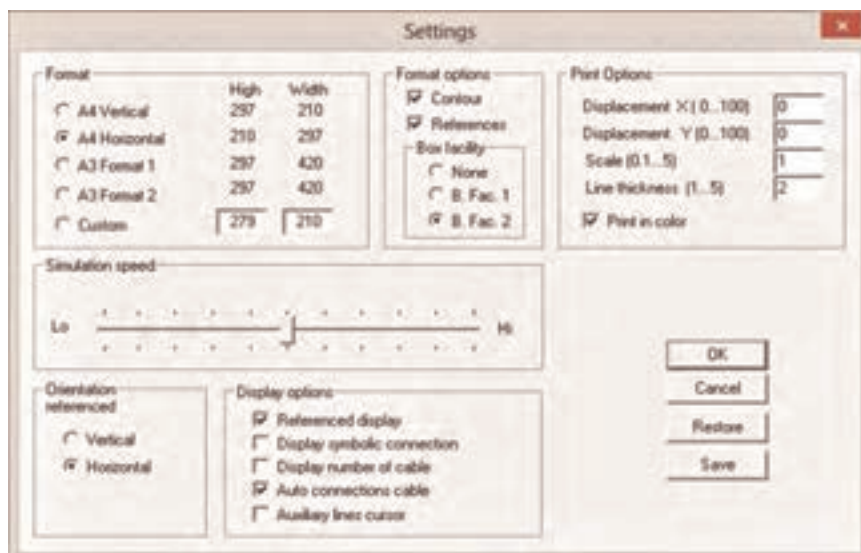 Settings
Format
High Width
A4 Vertical 297 210
A4 Horizontal 210 297
A3 Format 1 297 420
A3 Format 2 297 420
Custom 279 210
Format options
Contour
References
Box facility
None
B. Fac. 1
B. Fac. 2
Print Options
Displacement X ( 0...100) 0
Displacement Y (0...100) 0
Scale (0.1...5) 1
Line thickness (1...5) 2
Print in color
Simulation speed
Lo Hi
Orientation
referenced
Vertical
Horizontal
Display options
Referenced display
Display symbolic connection
Display number of cable
Auto connections cable
Auxiliary lines cursor
OK
Cancel
Restore
Save